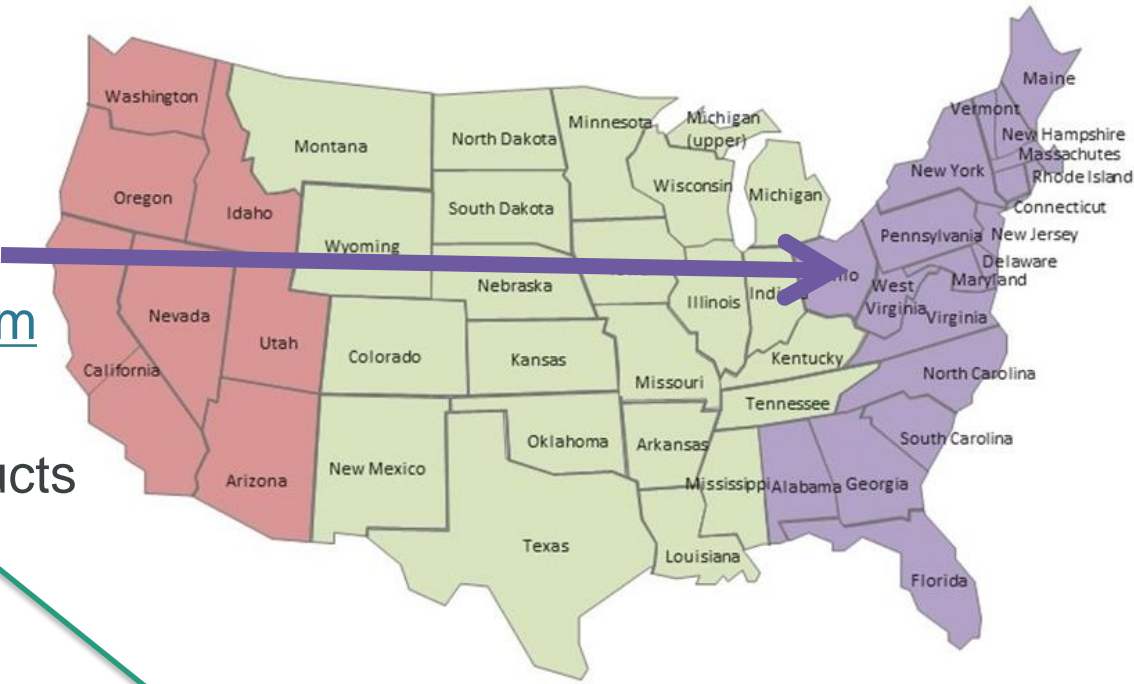 Washington
Oregon
Idaho
Montana
Wyoming
North Dakota
South Dakota
Nebraska
Minnesota
Wisconsin
Michigan
(upper)
Michigan
Maine
Vermont
New Hampshire
Massachutes
Rhode Island
New York
Connecticut
Pennsylvania
New Jersey
Delaware
Maryland
West
Virginia
Virginia
Illinois
m
Nevada
Utah
California
Colorado
Kansas
Missouri
Kentucky
North Carolina
Tennessee
South Carolina
ucts
Arizona
New Mexico
Oklahoma
Arkansas
Mississippi
Alabama
Georgia
Texas
Louisiana
Florida